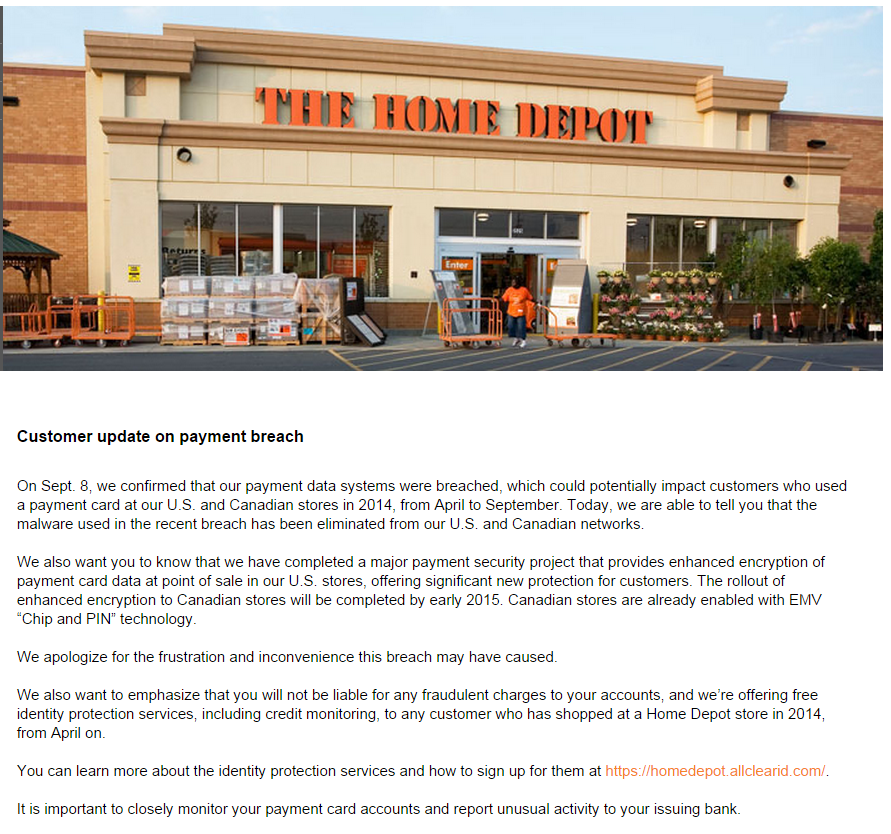 THE HOME DEPOT
Returns
Enter
Customer update on payment breach
On Sept. 8, we confirmed that our payment data systems were breached, which could potentially impact customers who used
a payment card at our U.S. and Canadian stores in 2014, from April to September. Today, we are able to tell you that the
malware used in the recent breach has been eliminated from our U.S. and Canadian networks.
We also want you to know that we have completed a major payment security project that provides enhanced encryption of
payment card data at point of sale in our U.S. stores, offering significant new protection for customers. The rollout of
enhanced encryption to Canadian stores will be completed by early 2015. Canadian stores are already enabled with EMV
“Chip and PIN” technology.
We apologize for the frustration and inconvenience this breach may have caused.
We also want to emphasize that you will not be liable for any fraudulent charges to your accounts, and we’re offering free
identity protection services, including credit monitoring, to any customer who has shopped at a Home Depot store in 2014,
from April on.
You can learn more about the identity protection services and how to sign up for them at https://homedepot.allclearid.com/.
It is important to closely monitor your payment card accounts and report unusual activity to your issuing bank.